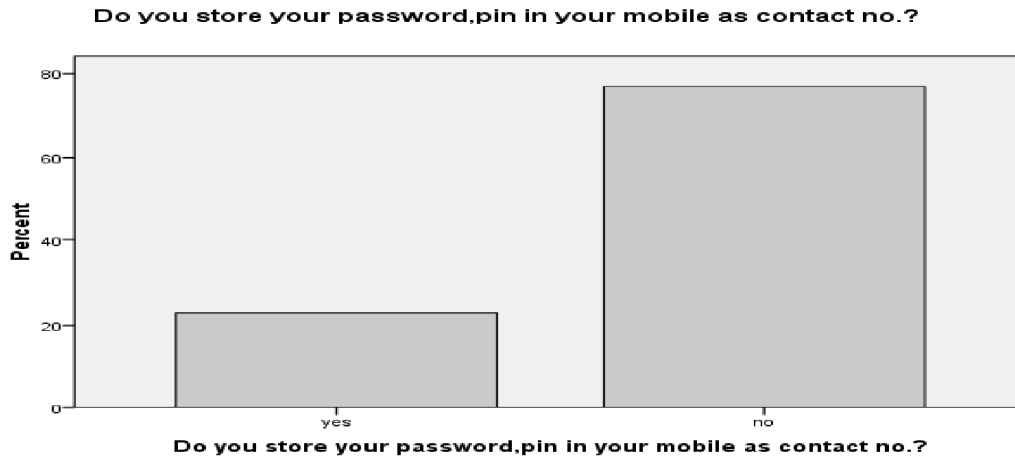 Do you store your password,pin in your mobile as contact no.?
80
60
40
20
0
Percent
yes no
Do you store your password,pin in your mobile as contact no.?